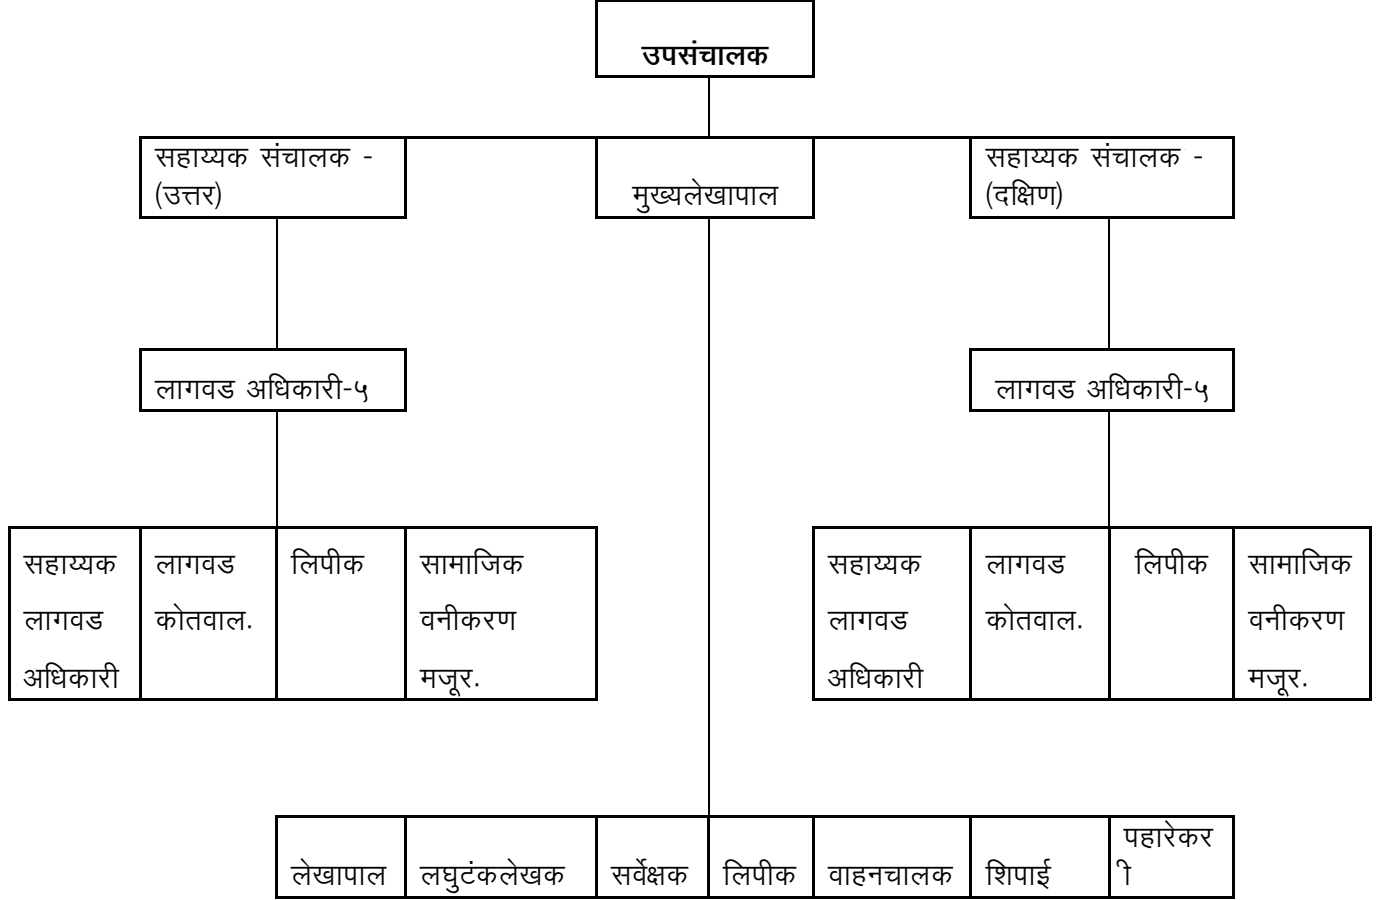 उपसंचालक
सहाय्यक संचालक -
(उत्तर)
मुख्यलेखापाल
सहाय्यक संचालक -
(दक्षिण)
लागवड अधिकारी-५
लागवड अधिकारी-५
सहाय्यक
लागवड
अधिकारी
लागवड
कोतवाल.
लिपीक
सामाजिक
वनीकरण
मजूर.
सहाय्यक
लागवड
अधिकारी
लागवड
कोतवाल.
लिपीक
सामाजिक
वनीकरण
मजूर.
लेखापाल
लघुटंकलेखक
सर्वेक्षक
लिपीक
वाहनचालक
शिपाई
पहारेकर
ी